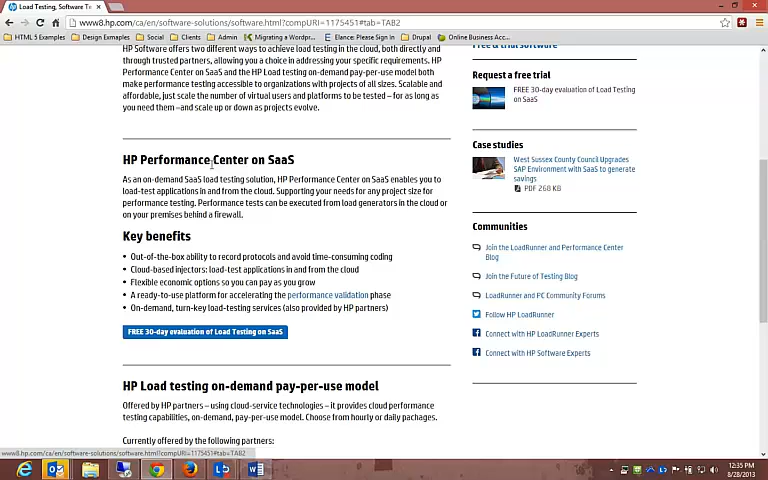 Load Testing, Software Te
www8.hp.com/ca/en/software-solutions/software.html?compURI=1175451#tab=TAB2
HTML 5 Examples
Design Examples
Social
Clients
Admin
Migrating a Wordpr...
Elance: Please Sign in
Drupal
Online Business Acc...
HP Software offers two different ways to achieve load testing in the cloud, both directly and
through trusted partners, allowing you a choice in addressing your specific requirements. HP
Performance Center on SaaS and the HP Load testing on-demand pay-per-use model both
make performance testing accessible to organizations with projects of all sizes. Scalable and
affordable, just scale the number of virtual users and platforms to be tested – for as long as
you need them –and scale up or down as projects evolve.
HP Performance Center on SaaS
As an on-demand SaaS load testing solution, HP Performance Center on SaaS enables you to
load-test applications in and from the cloud. Supporting your needs for any project size for
performance testing. Performance tests can be executed from load generators in the cloud or
on your premises behind a firewall.
Key benefits
• Out-of-the-box ability to record protocols and avoid time-consuming coding
• Cloud-based injectors: load-test applications in and from the cloud
• Flexible economic options so you can pay as you grow
• A ready-to-use platform for accelerating the performance validation phase
• On-demand, turn-key load-testing services (also provided by HP partners)
FREE 30-day evaluation of Load Testing on SaaS
HP Load testing on-demand pay-per-use model
Offered by HP partners – using cloud-service technologies – it provides cloud performance
testing capabilities, on-demand, pay-per-use model. Choose from hourly or daily packages.
Currently offered by the following partners:
Free & trial software
Request a free trial
FREE 30-day evaluation of Load Testing
on SaaS
Case studies
West Sussex County Council Upgrades
SAP Environment with SaaS to generate
savings
PDF 268 KB
Communities
Join the LoadRunner and Performance Center
Blog
Join the Future of Testing Blog
LoadRunner and PC Community Forums
Follow HP LoadRunner
Connect with HP LoadRunner Experts
Connect with HP Software Experts
www8.hp.com/ca/en/software-solutions/software.html?compURI=1175451#tab=TAB2
12:35 PM
8/28/2013